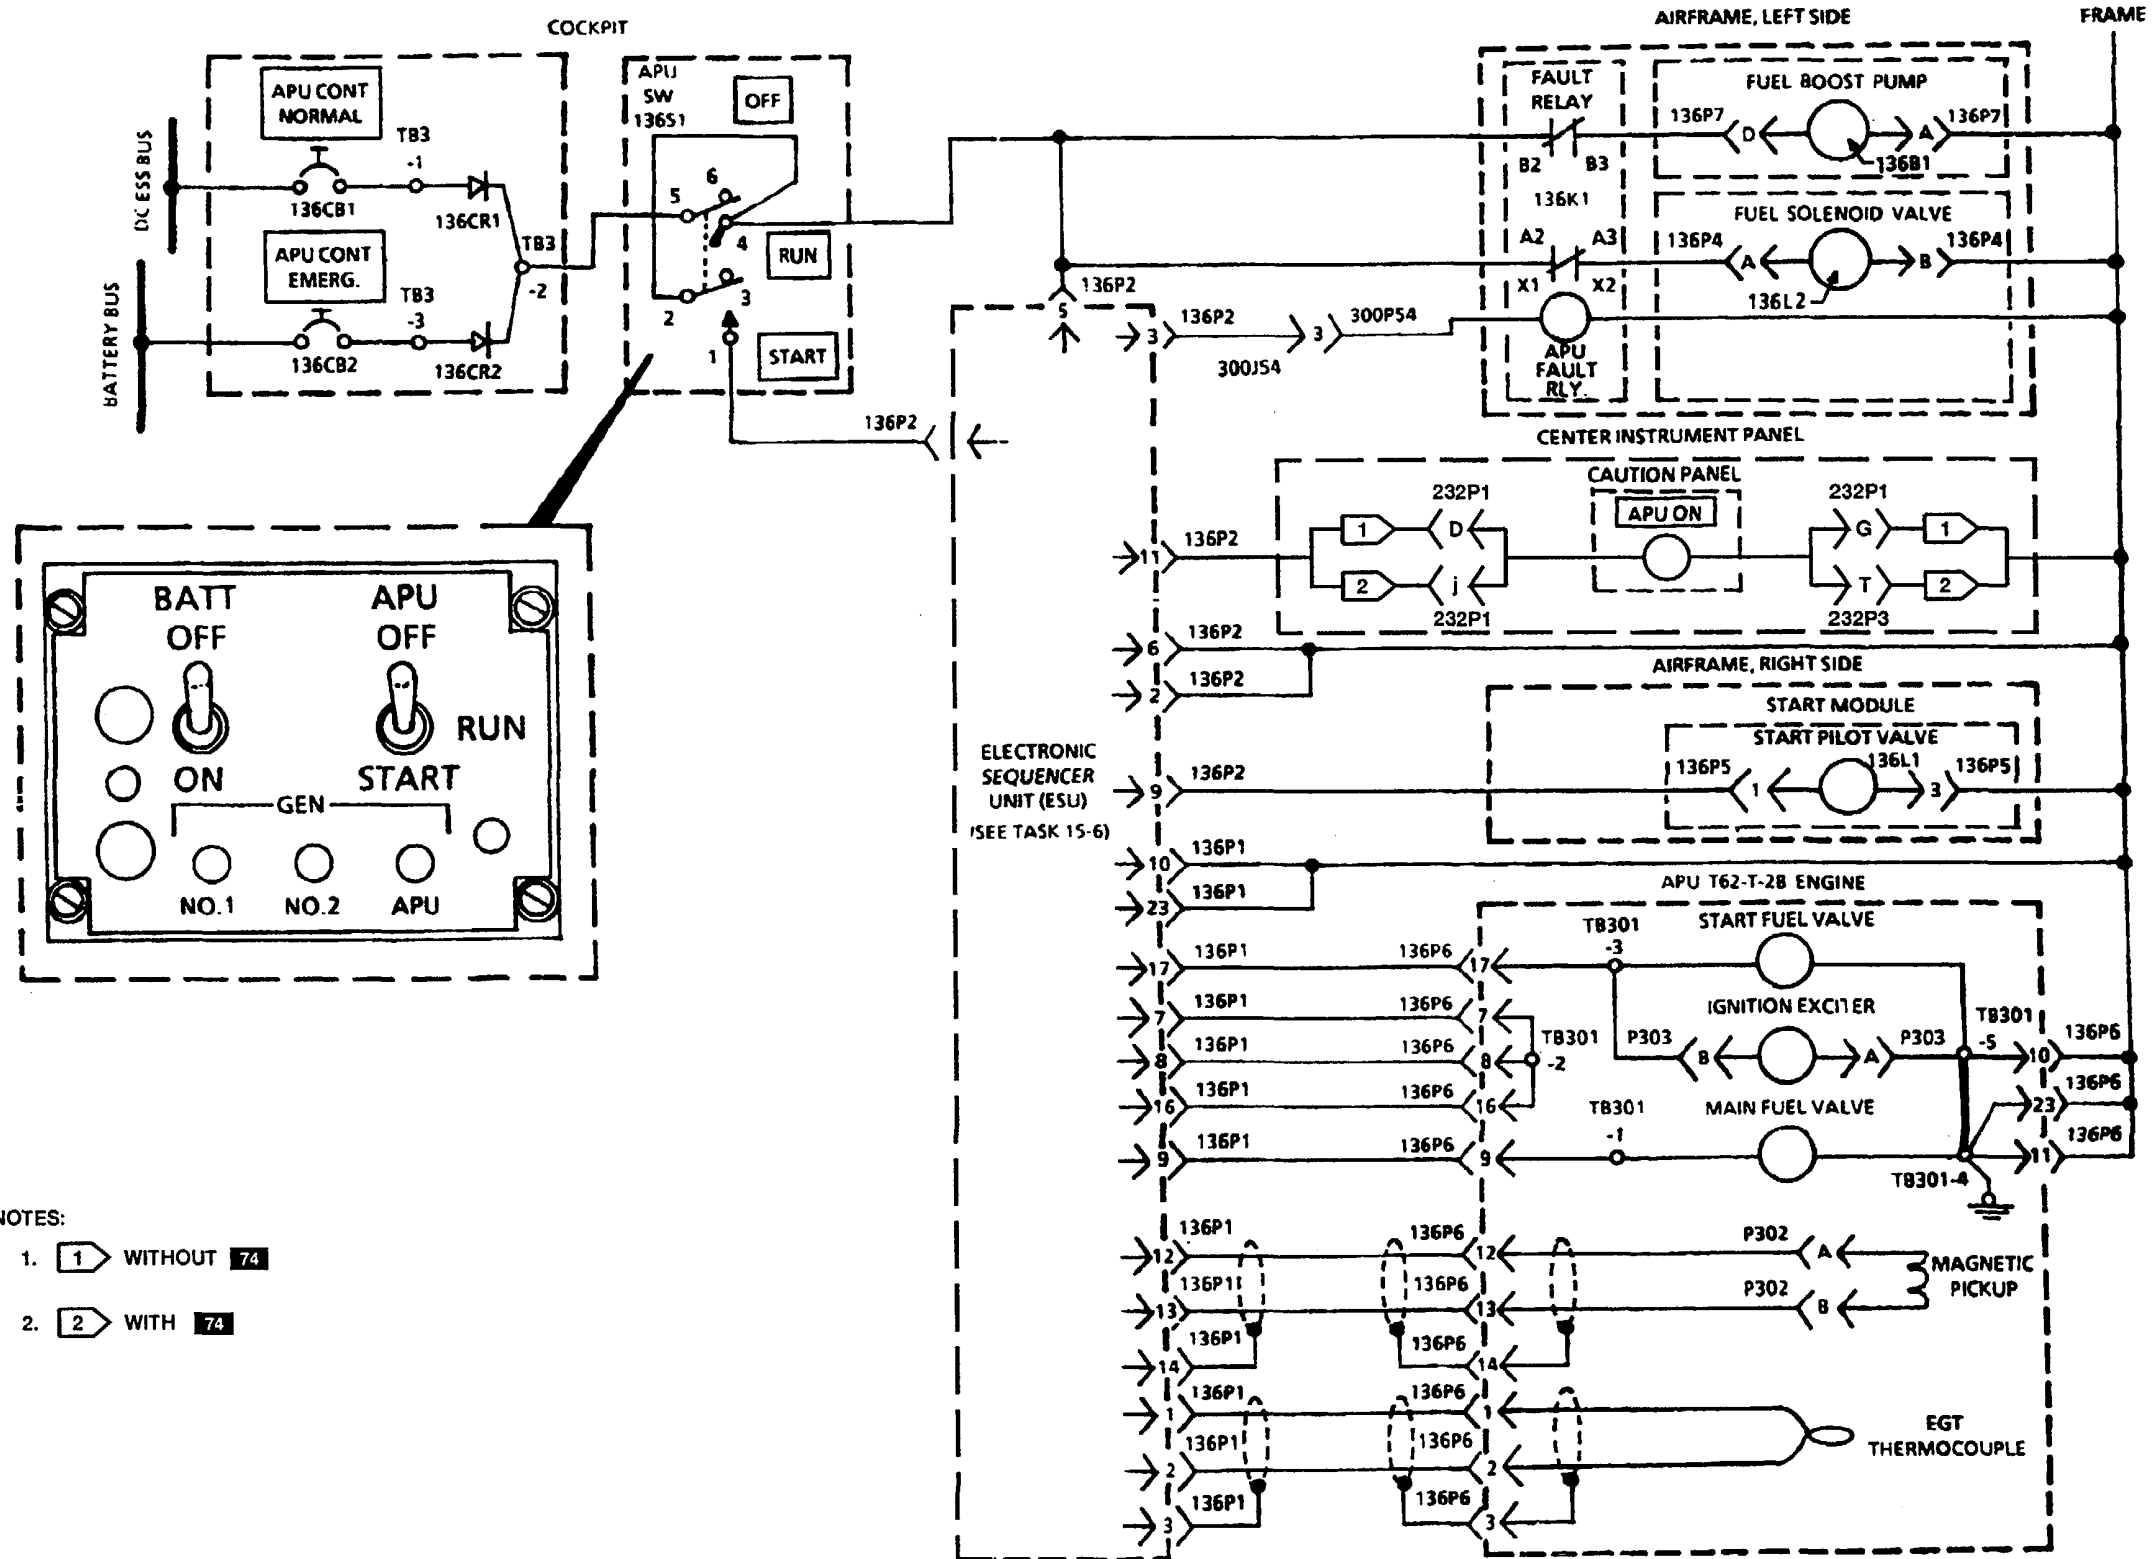 COCKPIT
AIRFRAME, LEFT SIDE
FRAME
DC ESS BUS
APU CONT
NORMAL
TB3
-1
136CB1
136CR1
BATTERY BUS
APU CONT
EMERG.
TB3
-3
136CB2
136CR2
TB3
-2
APU
SW
136S1
OFF
5
6
4
RUN
2
3
1
START
FAULT
RELAY
B2
B3
136K1
A2
A3
X1
X2
APU
FAULT
RLY.
FUEL BOOST PUMP
136P7
D
A
136P7
136B1
FUEL SOLENOID VALVE
136P4
A
B
136P4
136L2
136P2
5
3
136P2
300J54
3
300P54
136P2
CENTER INSTRUMENT PANEL
CAUTION PANEL
APU ON
232P1
1
D
2
j
232P1
232P1
G
1
T
2
232P3
11
136P2
6
136P2
2
136P2
ELECTRONIC
SEQUENCER
UNIT (ESU)
(SEE TASK 15-6)
9
136P2
AIRFRAME, RIGHT SIDE
START MODULE
START PILOT VALVE
136P5
1
136L1
3
136P5
10
136P1
23
136P1
BATT
OFF
ON
APU
OFF
RUN
START
GEN
NO.1
NO.2
APU
APU T62-T-2B ENGINE
START FUEL VALVE
17
136P1
136P6
17
TB301
-3
IGNITION EXCITER
7
136P1
136P6
7
8
136P1
136P6
8
TB301
-2
P303
B
A
P303
TB301
-5
10
136P6
16
136P1
136P6
16
23
136P6
MAIN FUEL VALVE
9
136P1
136P6
9
TB301
-1
TB301-4
11
136P6
12
136P1
136P6
12
P302
A
13
136P1
136P6
13
P302
B
MAGNETIC
PICKUP
14
136P1
136P6
14
1
136P1
136P6
1
2
136P1
136P6
2
EGT
THERMOCOUPLE
3
136P1
136P6
3
NOTES:
1. 1 WITHOUT 74
2. 2 WITH 74